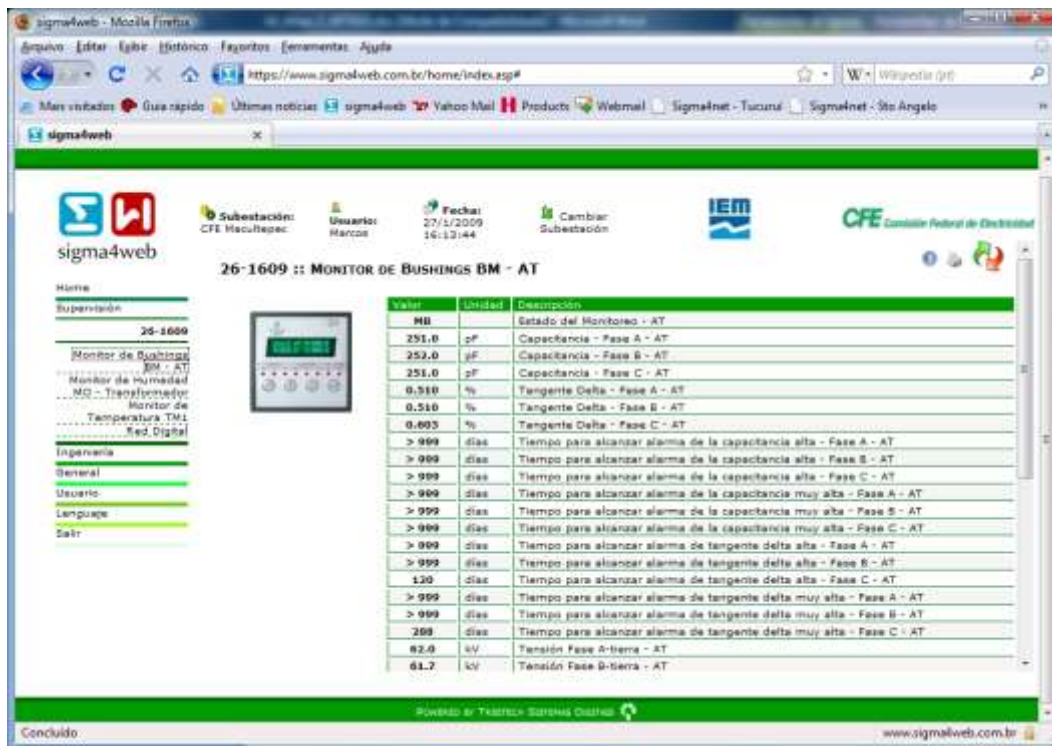 sigma4web - Mozilla Firefox
Arquivo Editar Exibir Histórico Favoritos Ferramentas Ajuda
https://www.sigma4web.com.br/home/index.asp#
W Wikipedia (pt)
Mais visitados Guia rápido Últimas notícias sigma4web Yahoo Mail Products Webmail Sigma4net - Tucurui Sigma4net - Sto Angelo
sigma4web
sigma4web
Subestación:
CFE Macultepec
Usuario:
Marcos
Fecha:
27/1/2009
16:13:44
Cambiar
Subestación
IEM
CFE Comisión Federal de Electricidad
26-1609 :: MONITOR DE BUSHINGS BM - AT
Home
Supervisión
26-1609
Monitor de Bushings
BM - AT
Monitor de Humedad
MO - Transformador
Monitor de
Temperatura TM1
Red Digital
Ingeniería
General
Usuario
Language
Salir
Valor Unidad Descripción
MB Estado del Monitoreo - AT
251.0 pF Capacitancia - Fase A - AT
252.0 pF Capacitancia - Fase B - AT
251.0 pF Capacitancia - Fase C - AT
0.510 % Tangente Delta - Fase A - AT
0.510 % Tangente Delta - Fase B - AT
0.603 % Tangente Delta - Fase C - AT
> 999 días Tiempo para alcanzar alarma de la capacitancia alta - Fase A - AT
> 999 días Tiempo para alcanzar alarma de la capacitancia alta - Fase B - AT
> 999 días Tiempo para alcanzar alarma de la capacitancia alta - Fase C - AT
> 999 días Tiempo para alcanzar alarma de la capacitancia muy alta - Fase A - AT
> 999 días Tiempo para alcanzar alarma de la capacitancia muy alta - Fase B - AT
> 999 días Tiempo para alcanzar alarma de la capacitancia muy alta - Fase C - AT
> 999 días Tiempo para alcanzar alarma de tangente delta alta - Fase A - AT
> 999 días Tiempo para alcanzar alarma de tangente delta alta - Fase B - AT
120 días Tiempo para alcanzar alarma de tangente delta alta - Fase C - AT
> 999 días Tiempo para alcanzar alarma de tangente delta muy alta - Fase A - AT
> 999 días Tiempo para alcanzar alarma de tangente delta muy alta - Fase B - AT
288 días Tiempo para alcanzar alarma de tangente delta muy alta - Fase C - AT
62.0 kV Tensión Fase A-tierra - AT
61.7 kV Tensión Fase B-tierra - AT
POWERED BY TREETECH SISTEMAS DIGITAIS
Concluído
www.sigma4web.com.br